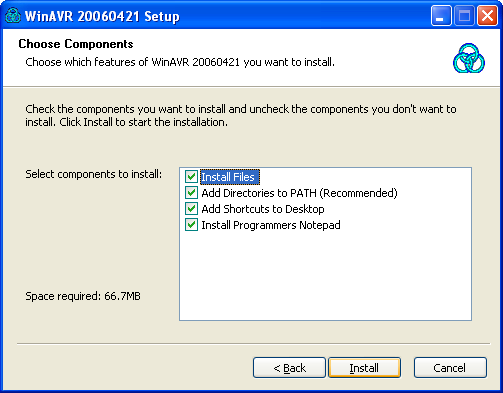 WinAVR 20060421 Setup
Choose Components
Choose which features of WinAVR 20060421 you want to install.
Check the components you want to install and uncheck the components you don't want to
install. Click Install to start the installation.
Select components to install:
Install Files
Add Directories to PATH (Recommended)
Add Shortcuts to Desktop
Install Programmers Notepad
Space required: 66.7MB
< Back
Install
Cancel